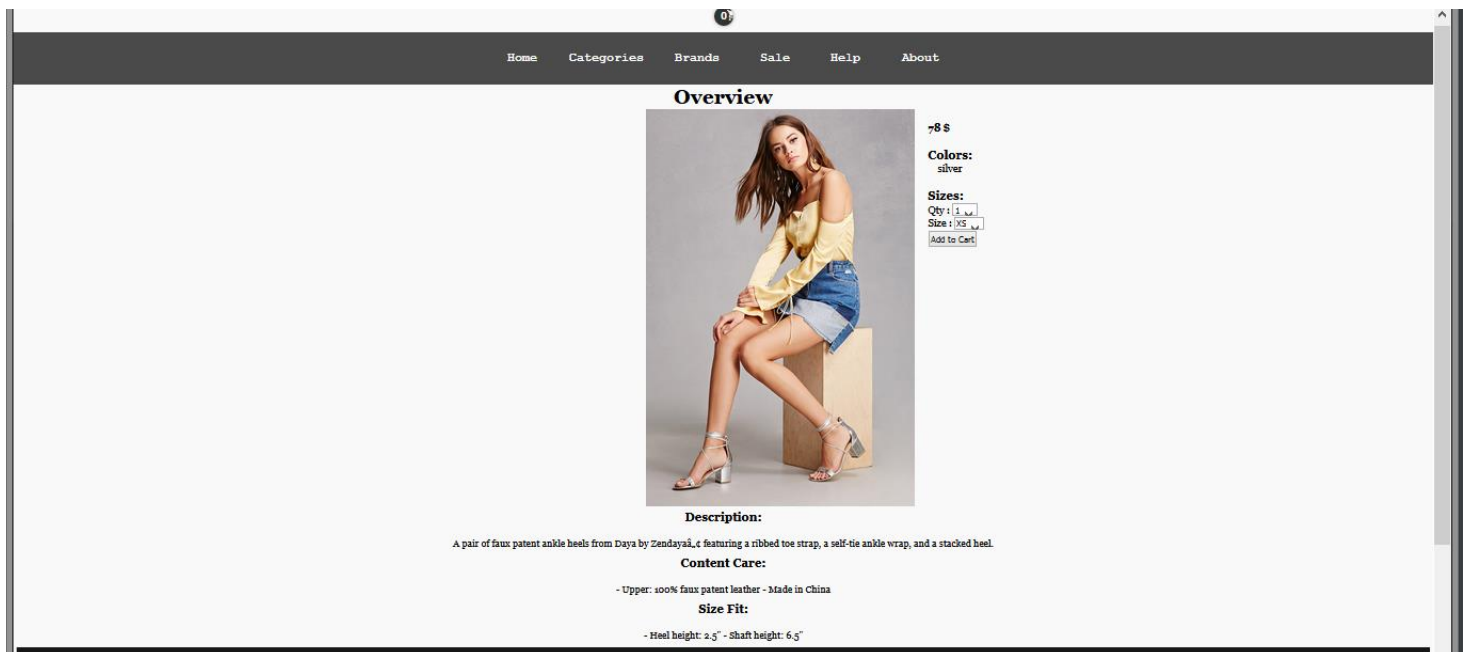 0
Home Categories Brands Sale Help About
Overview
78 $
Colors:
silver
Sizes:
Qty : 1
Size : XS
Add to Cart
Description:
A pair of faux patent ankle heels from Daya by Zendayaâ„¢ featuring a ribbed toe strap, a self-tie ankle wrap, and a stacked heel.
Content Care:
- Upper: 100% faux patent leather - Made in China
Size Fit:
- Heel height: 2.5" - Shaft height: 6.5"